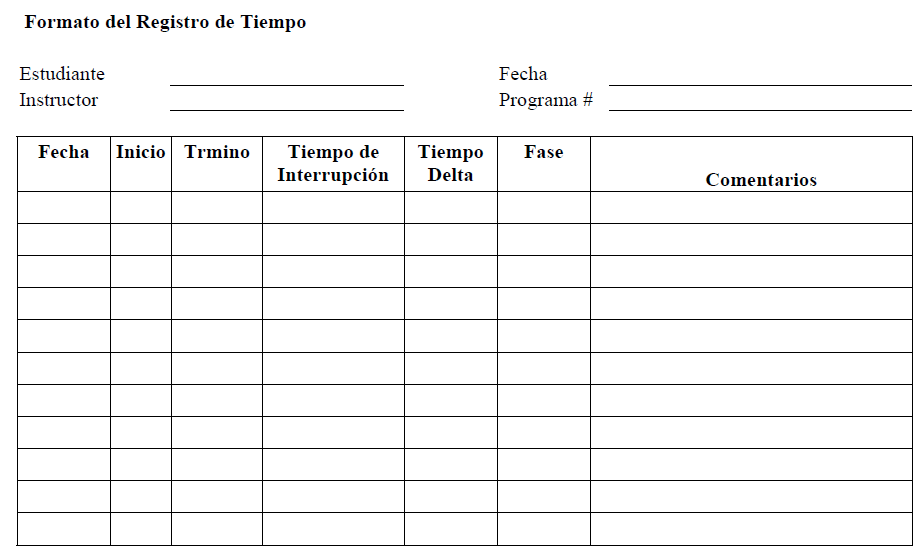 Formato del Registro de Tiempo
Estudiante
Fecha
Instructor
Programa #
Fecha
Inicio
Trmino
Tiempo de
Interrupción
Tiempo
Delta
Fase
Comentarios